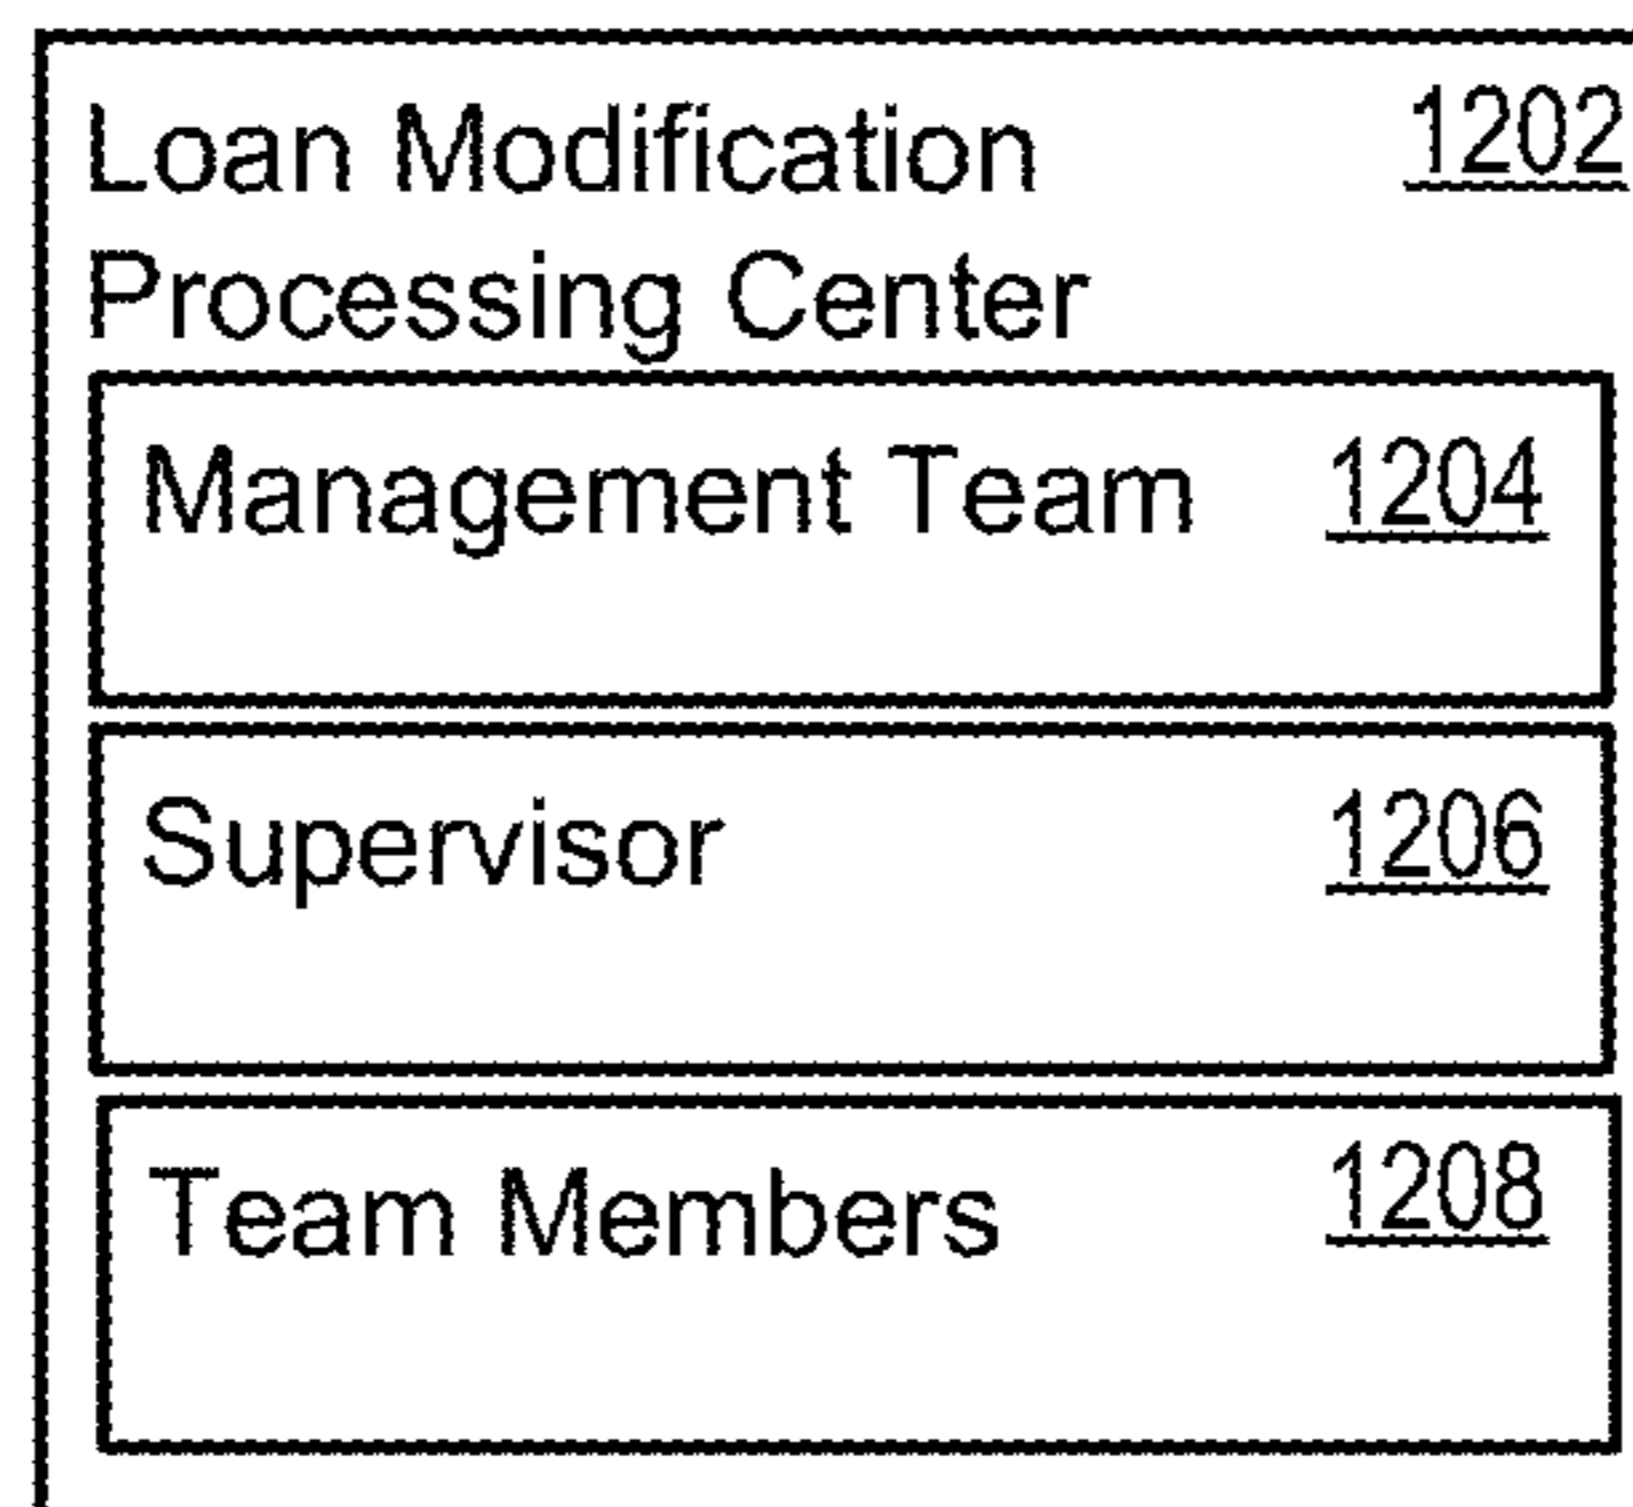 Loan Modification 1202
Processing Center
Management Team 1204
Supervisor 1206
Team Members 1208